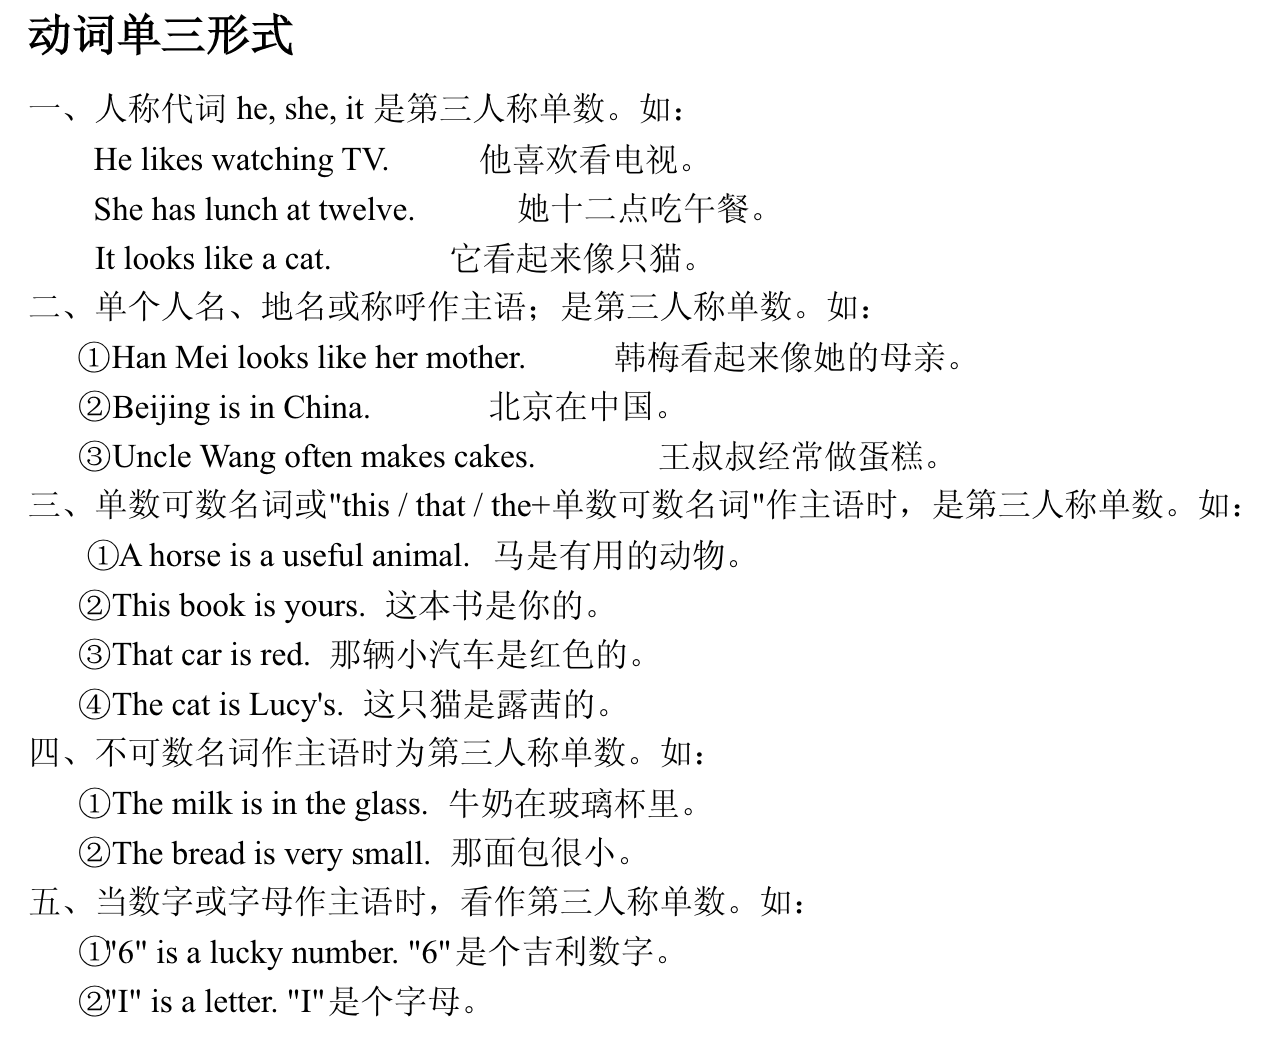 动词单三形式
一、人称代词 he, she, it 是第三人称单数。如：
He likes watching TV. 他喜欢看电视。
She has lunch at twelve. 她十二点吃午餐。
It looks like a cat. 它看起来像只猫。
二、单个人名、地名或称呼作主语；是第三人称单数。如：
①Han Mei looks like her mother. 韩梅看起来像她的母亲。
②Beijing is in China. 北京在中国。
③Uncle Wang often makes cakes. 王叔叔经常做蛋糕。
三、单数可数名词或"this / that / the+单数可数名词"作主语时，是第三人称单数。如：
①A horse is a useful animal. 马是有用的动物。
②This book is yours. 这本书是你的。
③That car is red. 那辆小汽车是红色的。
④The cat is Lucy's. 这只猫是露茜的。
四、不可数名词作主语时为第三人称单数。如：
①The milk is in the glass. 牛奶在玻璃杯里。
②The bread is very small. 那面包很小。
五、当数字或字母作主语时，看作第三人称单数。如：
①"6" is a lucky number. "6"是个吉利数字。
②"I" is a letter. "I"是个字母。